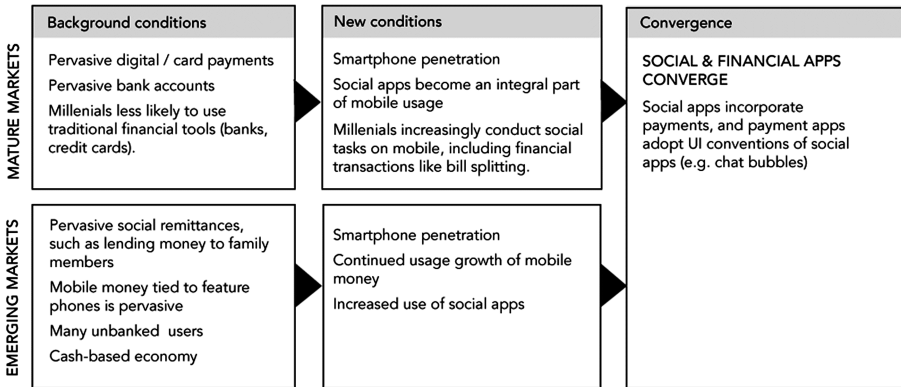 Background conditions
New conditions
Convergence
MATURE MARKETS
Pervasive digital / card payments
Pervasive bank accounts
Millenials less likely to use
traditional financial tools (banks,
credit cards).
Smartphone penetration
Social apps become an integral part
of mobile usage
Millenials increasingly conduct social
tasks on mobile, including financial
transactions like bill splitting.
SOCIAL & FINANCIAL APPS
CONVERGE
Social apps incorporate
payments, and payment apps
adopt UI conventions of social
apps (e.g. chat bubbles)
EMERGING MARKETS
Pervasive social remittances,
such as lending money to family
members
Mobile money tied to feature
phones is pervasive
Many unbanked users
Cash-based economy
Smartphone penetration
Continued usage growth of mobile
money
Increased use of social apps